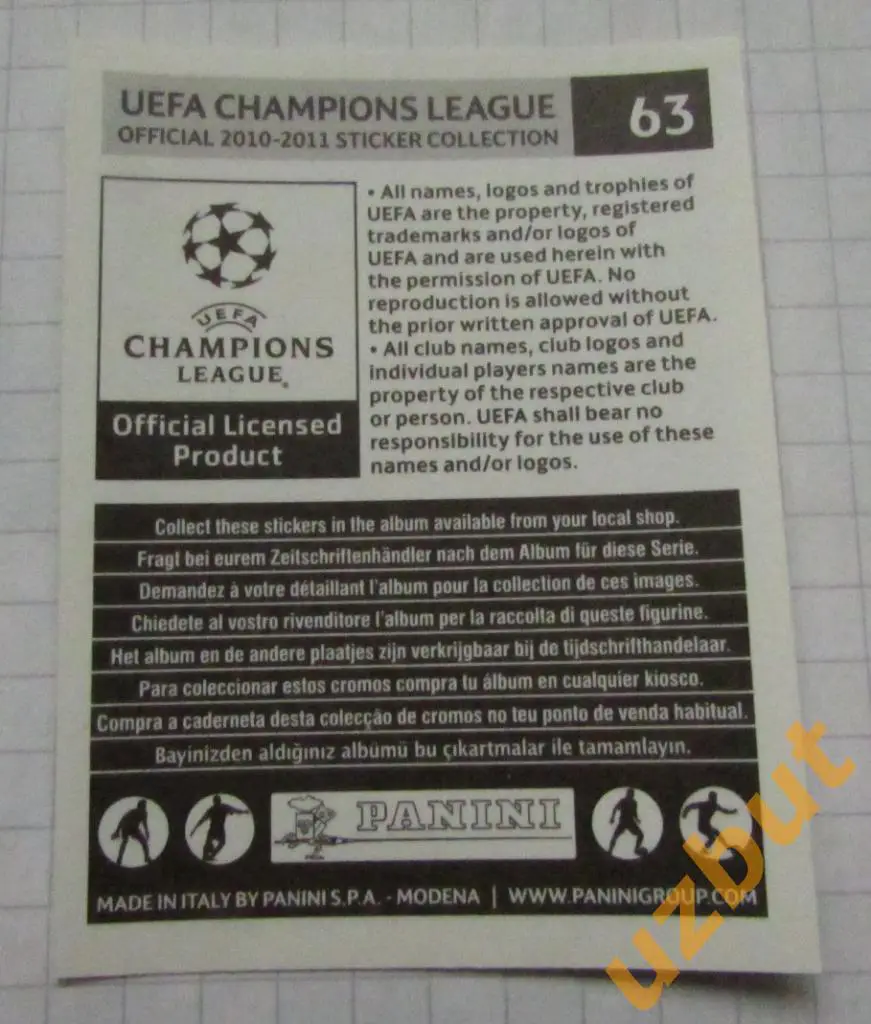 UEFA CHAMPIONS LEAGUE
OFFICIAL 2010-2011 STICKER COLLECTION
63
• All names, logos and trophies of
UEFA are the property, registered
trademarks and/or logos of
UEFA and are used herein with
the permission of UEFA. No
reproduction is allowed without
the prior written approval of UEFA.
• All club names, club logos and
individual players names are the
property of the respective club
or person. UEFA shall bear no
responsibility for the use of these
names and/or logos.
UEFA
CHAMPIONS
LEAGUE®
Official Licensed
Product
Collect these stickers in the album available from your local shop.
Fragt bei eurem Zeitschriftenhändler nach dem Album für diese Serie.
Demandez à votre détaillant l'album pour la collection de ces images.
Chiedete al vostro rivenditore l'album per la raccolta di queste figurine.
Het album en de andere plaatjes zijn verkrijgbaar bij de tijdschrifthandelaar.
Para coleccionar estos cromos compra tu álbum en cualquier kiosco.
Compra a caderneta desta colecção de cromos no teu ponto de venda habitual.
Bayinizden aldığınız albümü bu çıkartmalar ile tamamlayın.
PANINI
MADE IN ITALY BY PANINI S.P.A. - MODENA | WWW.PANINIGROUP.COM
uzbut